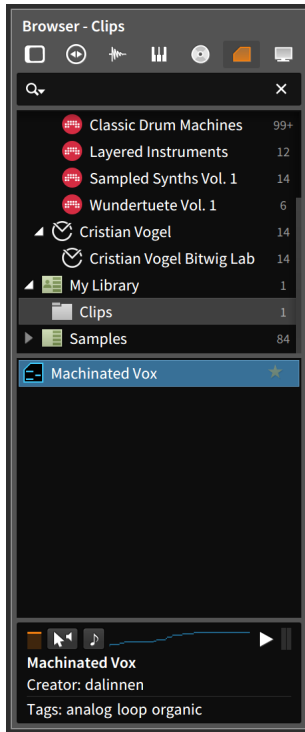 Browser - Clips
Classic Drum Machines 99+
Layered Instruments 12
Sampled Synths Vol. 1 14
Wundertuete Vol. 1 6
Cristian Vogel 14
Cristian Vogel Bitwig Lab 14
My Library 1
Clips 1
Samples 84
Machinated Vox
Machinated Vox
Creator: dalinnen
Tags: analog loop organic